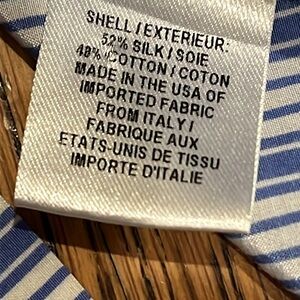 SHELL / EXTERIEUR:
52% SILK / SOIE
48% COTTON / COTON
MADE IN THE USA OF
IMPORTED FABRIC
FROM ITALY /
FABRIQUE AUX
ETATS-UNIS DE TISSU
IMPORTE D'ITALIE